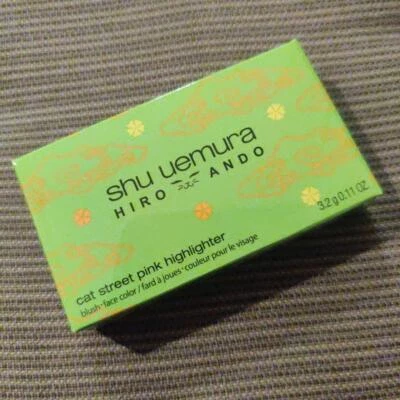 shu uemura
HIRO ANDO
3.2 g 0.11 OZ
cat street pink highlighter
blush·face color / fard à joues·couleur pour le visage